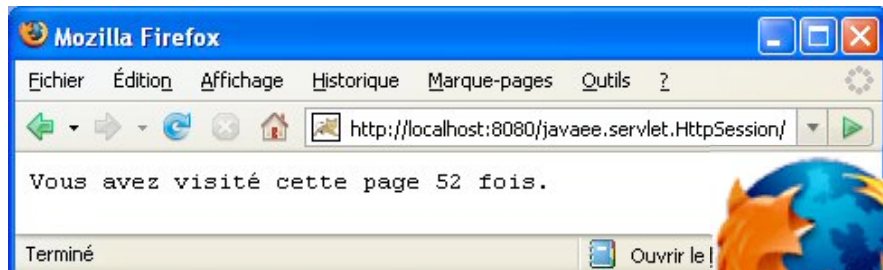 Mozilla Firefox
Fichier Édition Affichage Historique Marque-pages Outils ?
http://localhost:8080/javaee.servlet.HttpSession/
Vous avez visité cette page 52 fois.
Terminé Ouvrir le